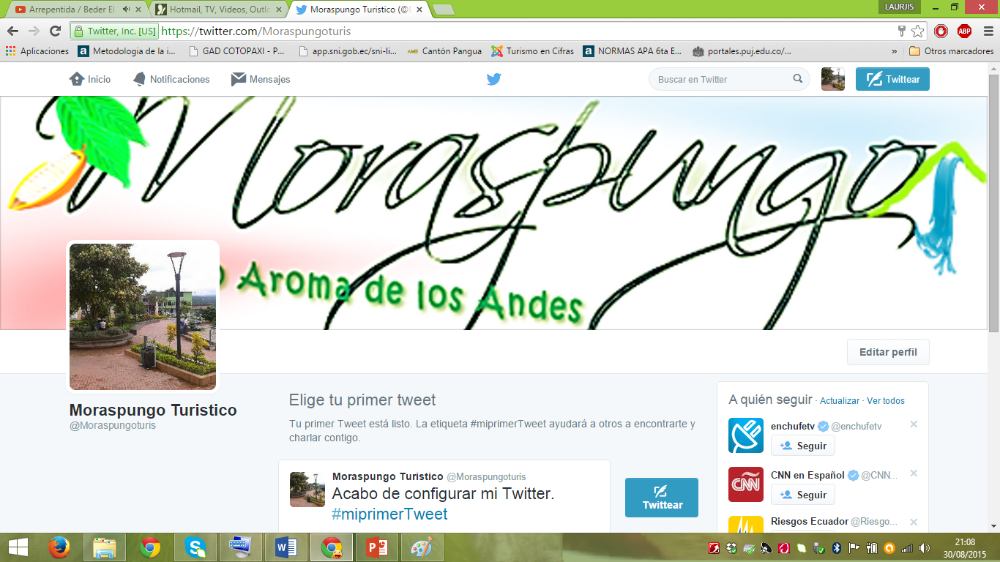 Arrepentida / Beder El
Hotmail, TV, Videos, Outlo
Moraspungo Turistico (@
LAURJIS
Twitter, Inc. [US] https://twitter.com/Moraspungoturis
ABP
Aplicaciones
Metodologia de la i...
GAD COTOPAXI - P...
app.sni.gob.ec/sni-li...
AME Cantón Pangua
Turismo en Cifras
NORMAS APA 6ta E...
portales.puj.edu.co/...
»
Otros marcadores
Inicio Notificaciones Mensajes
Buscar en Twitter
Twittear
Moraspungo
Aroma de los Andes
Editar perfil
Moraspungo Turistico
@Moraspungoturis
Elige tu primer tweet
Tu primer Tweet está listo. La etiqueta #miprimerTweet ayudará a otros a encontrarte y
charlar contigo.
Moraspungo Turistico @Moraspungoturis
Acabo de configurar mi Twitter.
#miprimerTweet
Twittear
A quién seguir · Actualizar · Ver todos
enchufetv @enchufetv
Seguir
CNN
CNN en Español @CNN...
Seguir
Riesgos Ecuador @Riesgo...
21:08
30/08/2015